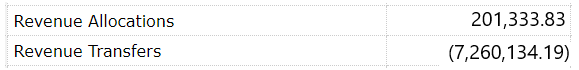 Revenue Allocations 201,333.83
Revenue Transfers (7,260,134.19)